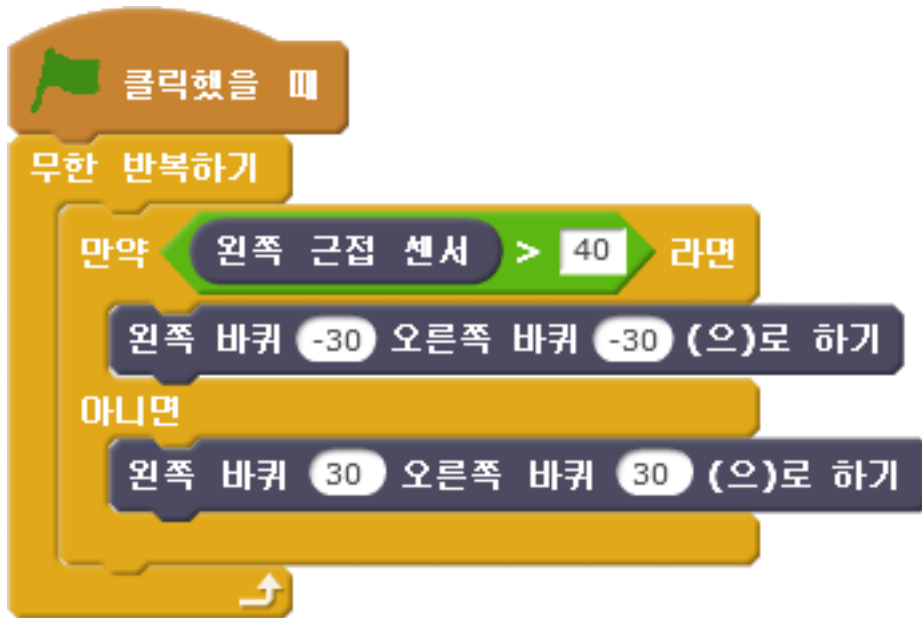 클릭했을 때
무한 반복하기
만약 왼쪽 근접 센서 > 40 라면
왼쪽 바퀴 -30 오른쪽 바퀴 -30 (으)로 하기
아니면
왼쪽 바퀴 30 오른쪽 바퀴 30 (으)로 하기